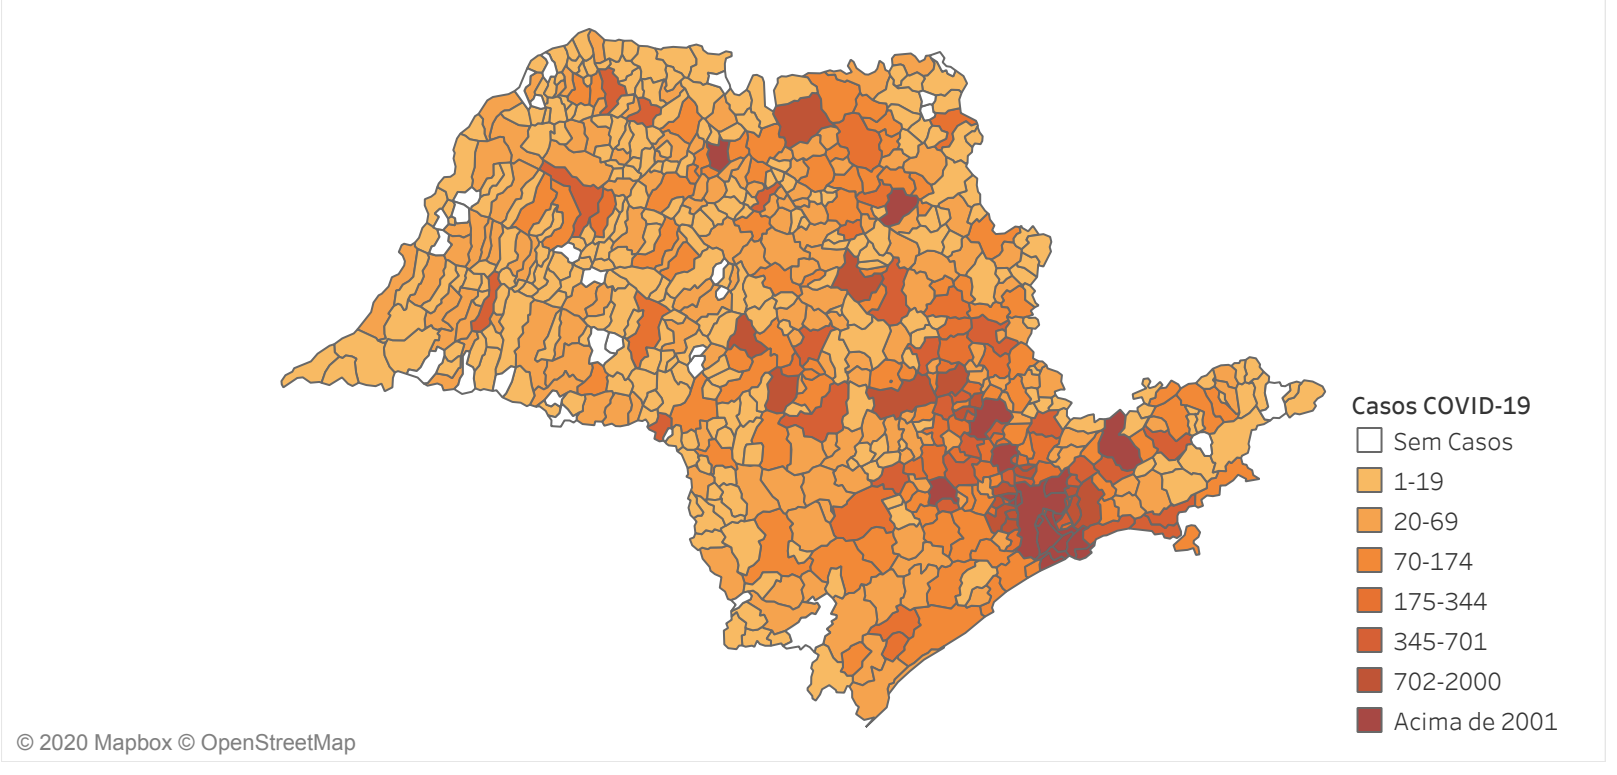 Casos COVID-19
Sem Casos
1-19
20-69
70-174
175-344
345-701
702-2000
Acima de 2001
© 2020 Mapbox © OpenStreetMap